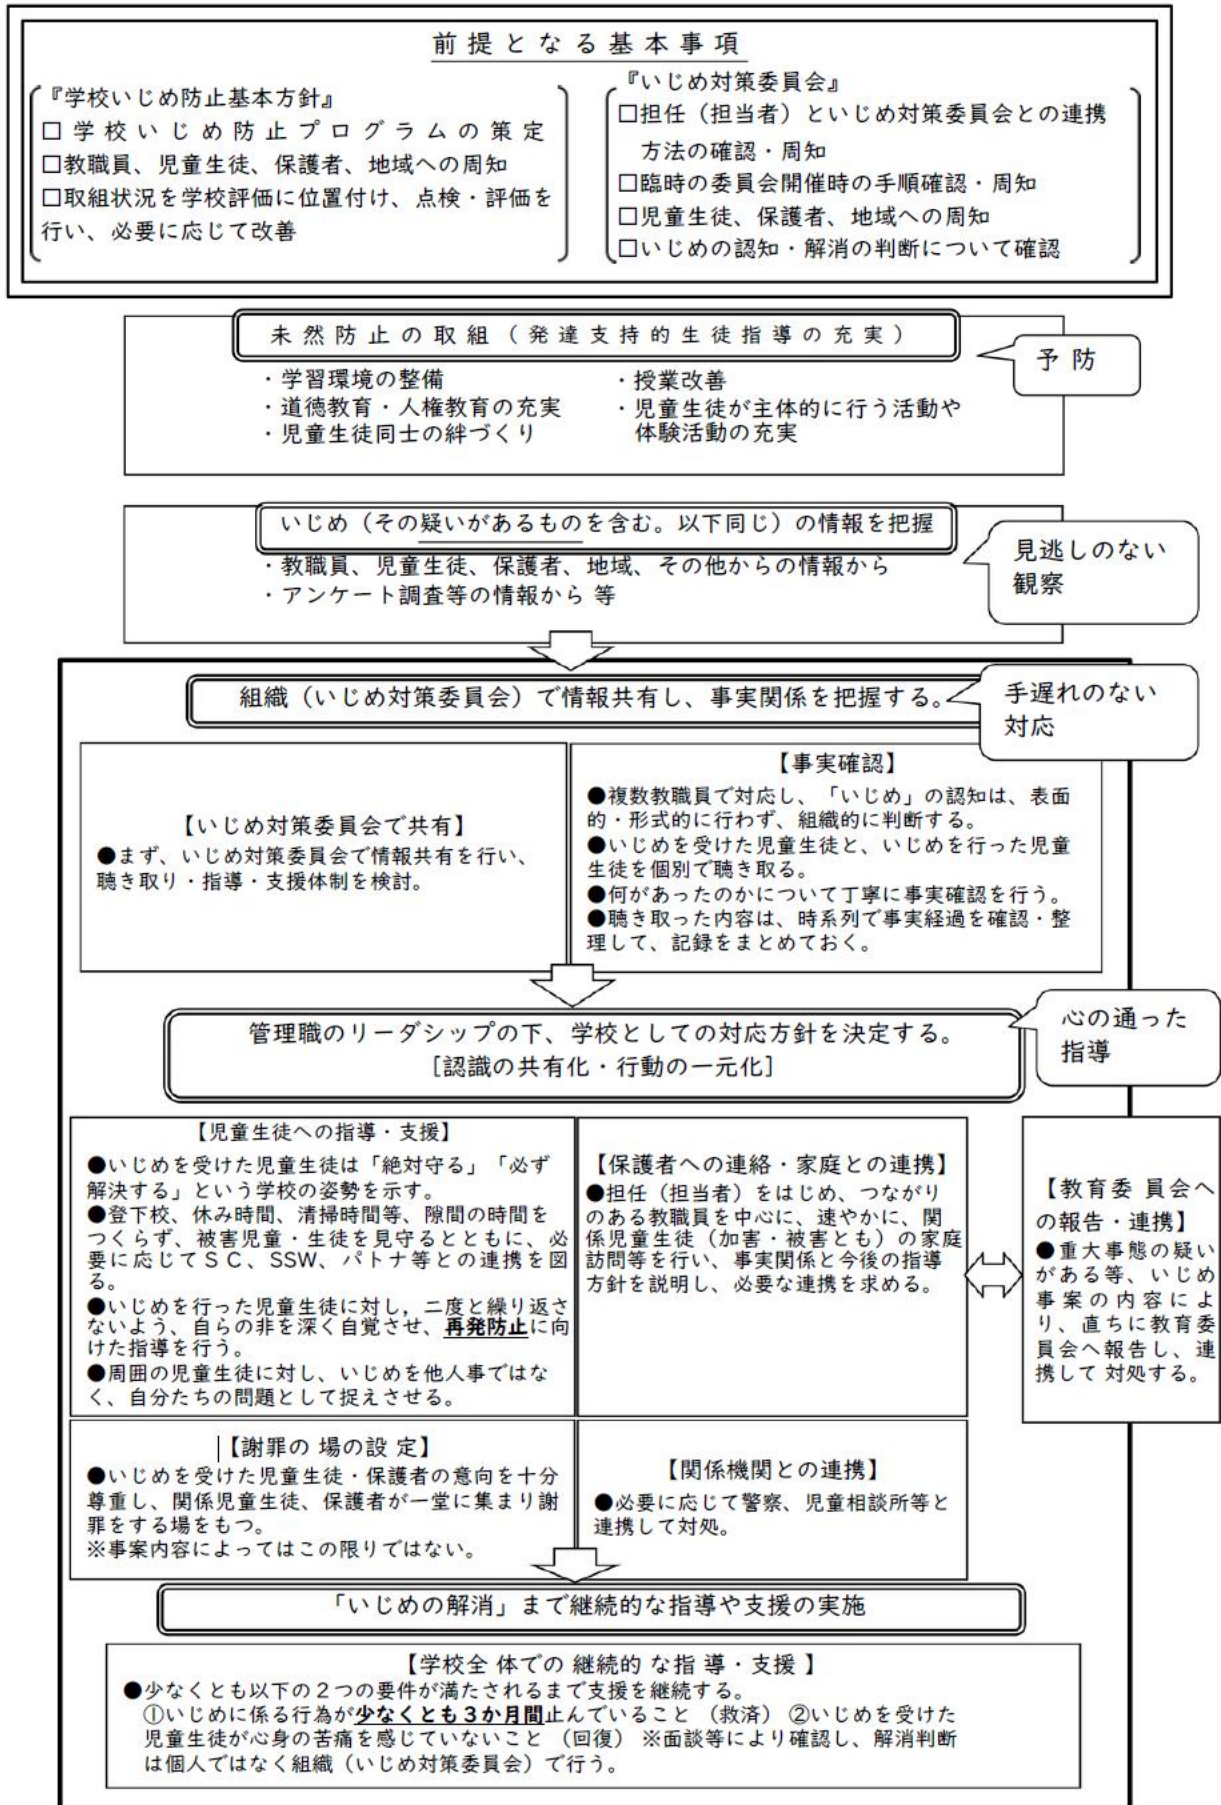 前提となる基本事項
『学校いじめ防止基本方針』
□学校いじめ防止プログラムの策定
□教職員、児童生徒、保護者、地域への周知
□取組状況を学校評価に位置付け、点検・評価を
行い、必要に応じて改善
『いじめ対策委員会』
□担任（担当者）といじめ対策委員会との連携
方法の確認・周知
□臨時の委員会開催時の手順確認・周知
□児童生徒、保護者、地域への周知
□いじめの認知・解消の判断について確認
未然防止の取組（発達支持的生徒指導の充実）
予防
・学習環境の整備
・道徳教育・人権教育の充実
・児童生徒同士の絆づくり
・授業改善
・児童生徒が主体的に行う活動や
体験活動の充実
いじめ（その疑いがあるものを含む。以下同じ）の情報を把握
見逃しのない
観察
・教職員、児童生徒、保護者、地域、その他からの情報から
・アンケート調査等の情報から 等
組織（いじめ対策委員会）で情報共有し、事実関係を把握する。
手遅れのない
対応
【いじめ対策委員会で共有】
●まず、いじめ対策委員会で情報共有を行い、
聴き取り・指導・支援体制を検討。
【事実確認】
●複数教職員で対応し、「いじめ」の認知は、表面
的・形式的に行わず、組織的に判断する。
●いじめを受けた児童生徒と、いじめを行った児童
生徒を個別で聴き取る。
●何があったのかについて丁寧に事実確認を行う。
●聴き取った内容は、時系列で事実経過を確認・整
理して、記録をまとめておく。
管理職のリーダシップの下、学校としての対応方針を決定する。
[認識の共有化・行動の一元化]
心の通った
指導
【児童生徒への指導・支援】
●いじめを受けた児童生徒は「絶対守る」「必ず
解決する」という学校の姿勢を示す。
●登下校、休み時間、清掃時間等、隙間の時間を
つくらず、被害児童・生徒を見守るとともに、必
要に応じてＳＣ、SSW、パトナ等との連携を図
る。
●いじめを行った児童生徒に対し，二度と繰り返さ
ないよう、自らの非を深く自覚させ、再発防止に向
けた指導を行う。
●周囲の児童生徒に対し、いじめを他人事ではな
く、自分たちの問題として捉えさせる。
【保護者への連絡・家庭との連携】
●担任（担当者）をはじめ、つながり
のある教職員を中心に、速やかに、関
係児童生徒（加害・被害とも）の家庭
訪問等を行い、事実関係と今後の指導
方針を説明し、必要な連携を求める。
【教育委 員会へ
の報告・連携】
●重大事態の疑い
がある等、いじめ
事案の内容によ
り、直ちに教育委
員会へ報告し、連
携して 対処する。
【謝罪の 場の設 定】
●いじめを受けた児童生徒・保護者の意向を十分
尊重し、関係児童生徒、保護者が一堂に集まり謝
罪をする場をもつ。
※事案内容によってはこの限りではない。
【関係機関との連携】
●必要に応じて警察、児童相談所等と
連携して対処。
「いじめの解消」まで継続的な指導や支援の実施
【学校全 体での 継続的 な指 導・支援 】
●少なくとも以下の２つの要件が満たされるまで支援を継続する。
①いじめに係る行為が少なくとも３か月間止んでいること （救済） ②いじめを受けた
児童生徒が心身の苦痛を感じていないこと （回復） ※面談等により確認し、解消判断
は個人ではなく組織（いじめ対策委員会）で行う。